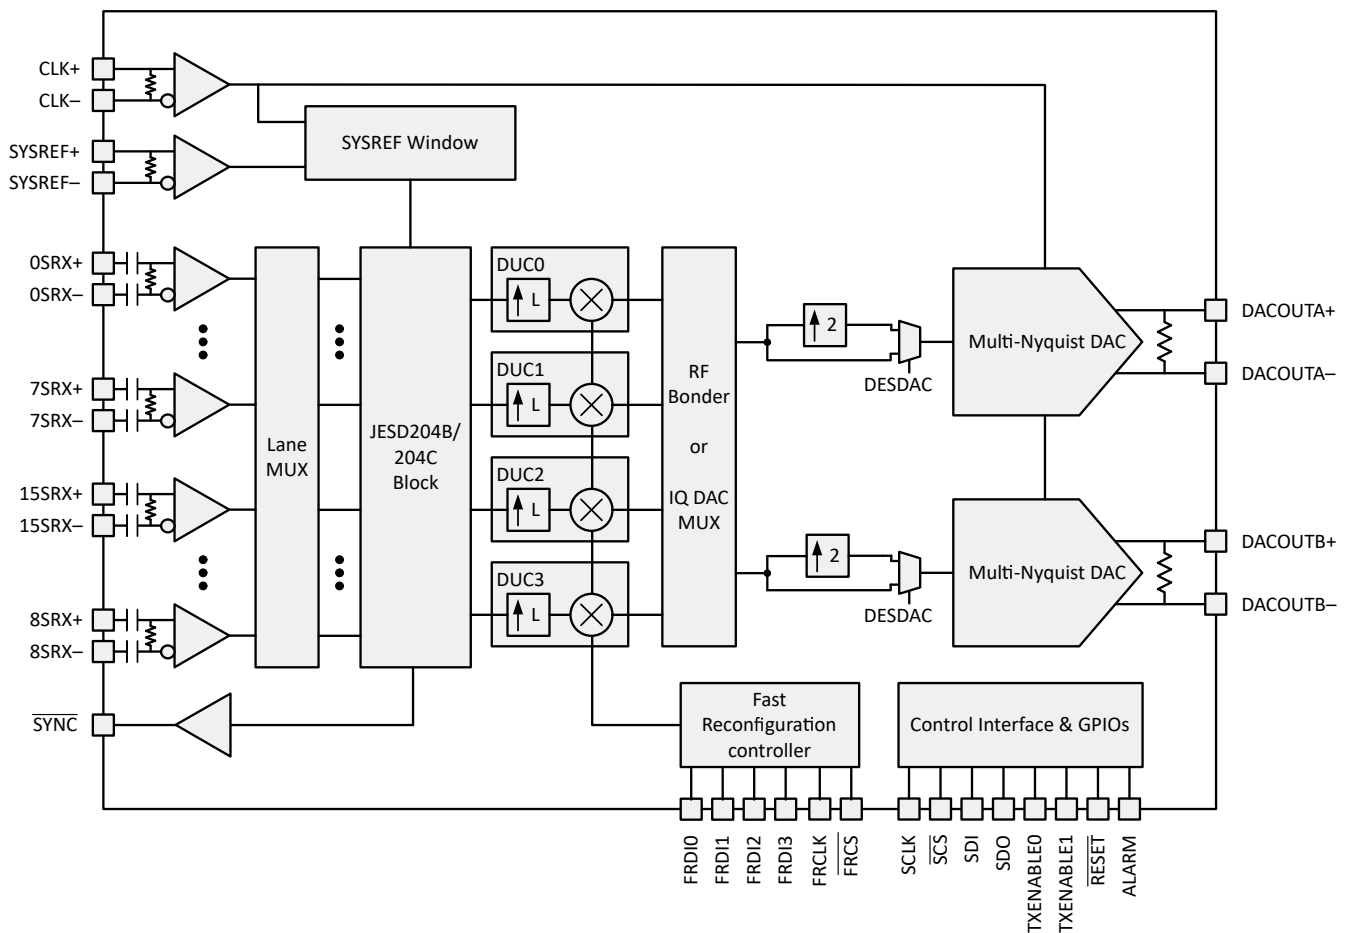 CLK+
CLK–
SYSREF+
SYSREF–
SYSREF Window
0SRX+
0SRX–
7SRX+
7SRX–
15SRX+
15SRX–
8SRX+
8SRX–
SYNC
Lane
MUX
JESD204B/
204C
Block
DUC0
L
DUC1
L
DUC2
L
DUC3
L
RF
Bonder
or
IQ DAC
MUX
2
DESDAC
Multi-Nyquist DAC
DACOUTA+
DACOUTA–
2
DESDAC
Multi-Nyquist DAC
DACOUTB+
DACOUTB–
Fast
Reconfiguration
controller
Control Interface & GPIOs
FRDI0
FRDI1
FRDI2
FRDI3
FRCLK
FRCS
SCLK
SCS
SDI
SDO
TXENABLE0
TXENABLE1
RESET
ALARM